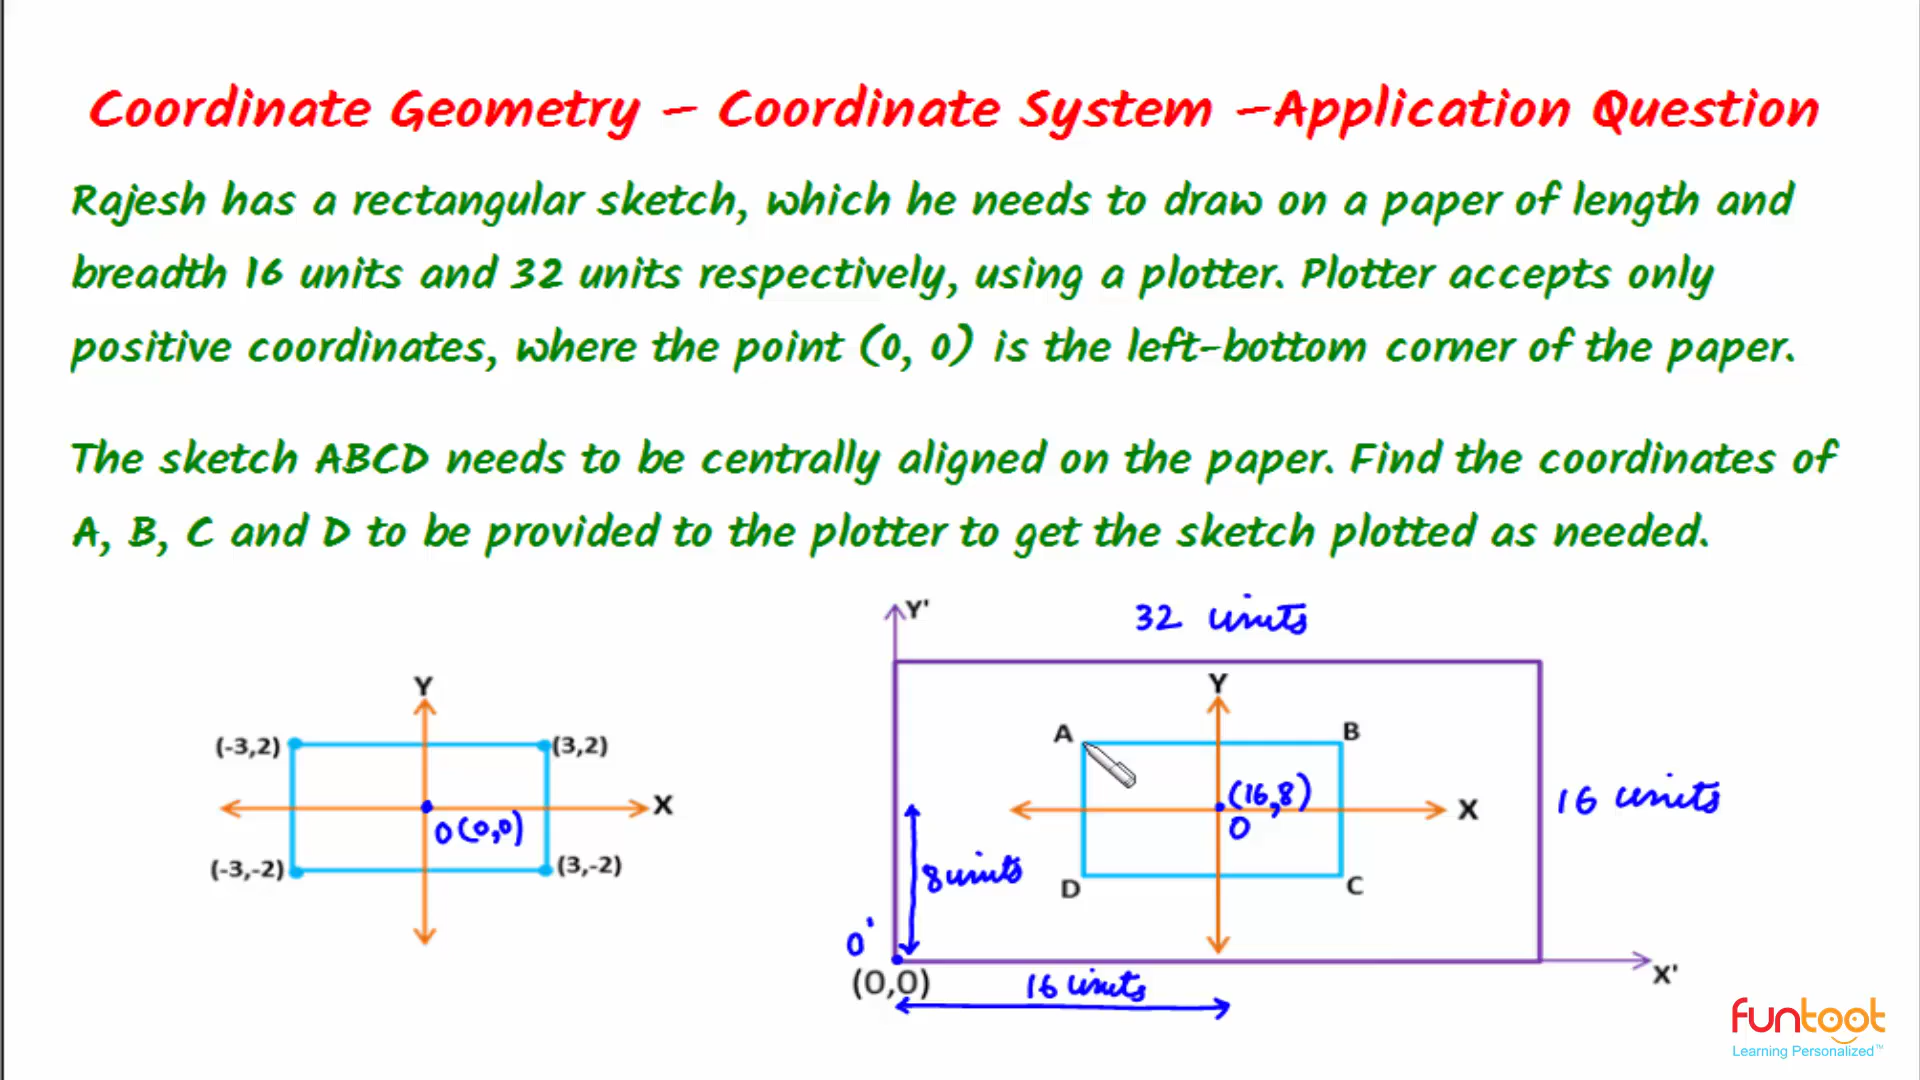 Coordinate Geometry – Coordinate System –Application Question
Rajesh has a rectangular sketch, which he needs to draw on a paper of length and
breadth 16 units and 32 units respectively, using a plotter. Plotter accepts only
positive coordinates, where the point (0, 0) is the left-bottom corner of the paper.
The sketch ABCD needs to be centrally aligned on the paper. Find the coordinates of
A, B, C and D to be provided to the plotter to get the sketch plotted as needed.
Y
(-3,2)
(3,2)
X
O(0,0)
(-3,-2)
(3,-2)
Y'
32 units
Y
A
B
(16,8)
O
X
16 units
8 units
D
C
O'
(0,0)
16 units
X'
funtoot
Learning Personalized™